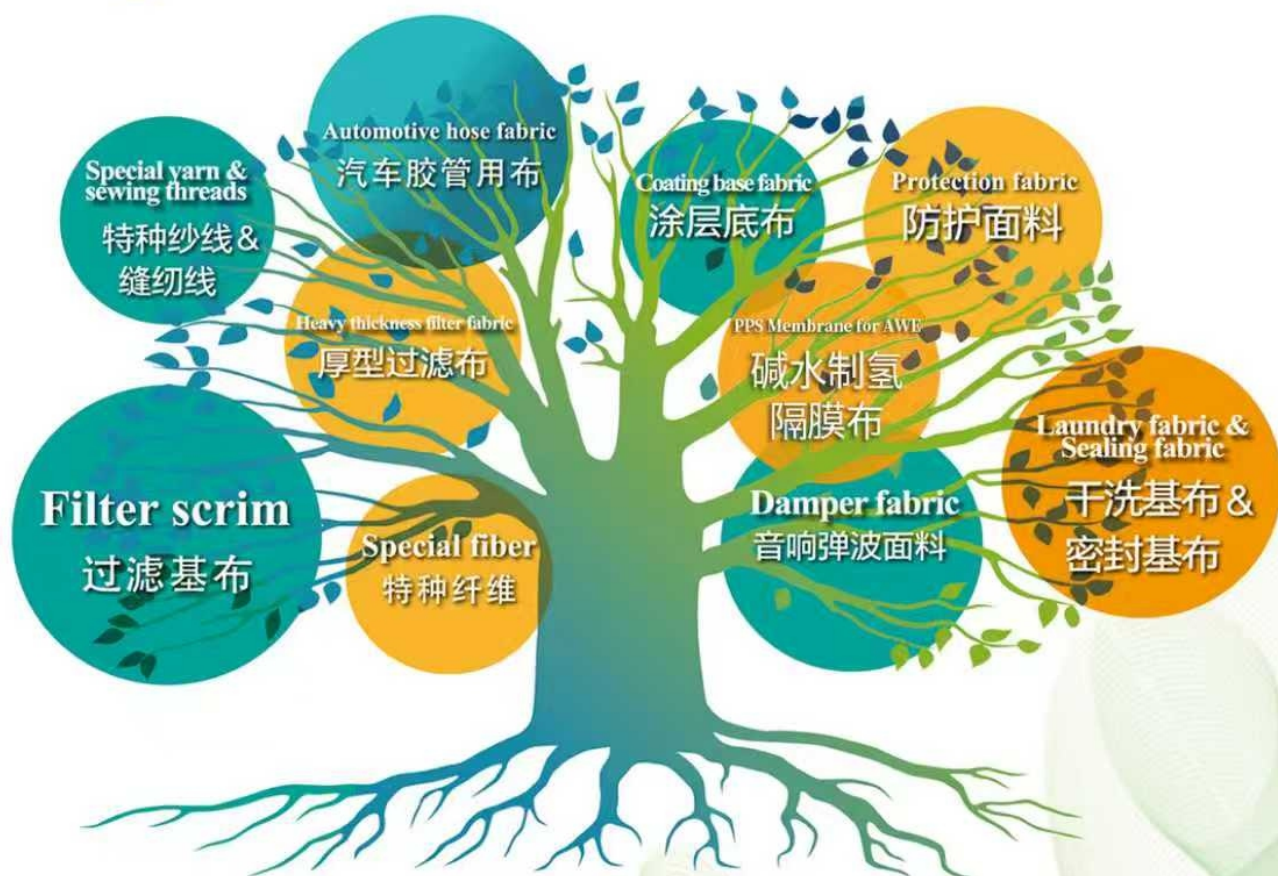 Automotive hose fabric
汽车胶管用布
Special yarn &
sewing threads
特种纱线&
缝纫线
Coating base fabric
涂层底布
Protection fabric
防护面料
Heavy thickness filter fabric
厚型过滤布
PPS Membrane for AWE
碱水制氢
隔膜布
Laundry fabric &
Sealing fabric
干洗基布&
密封基布
Filter scrim
过滤基布
Special fiber
特种纤维
Damper fabric
音响弹波面料